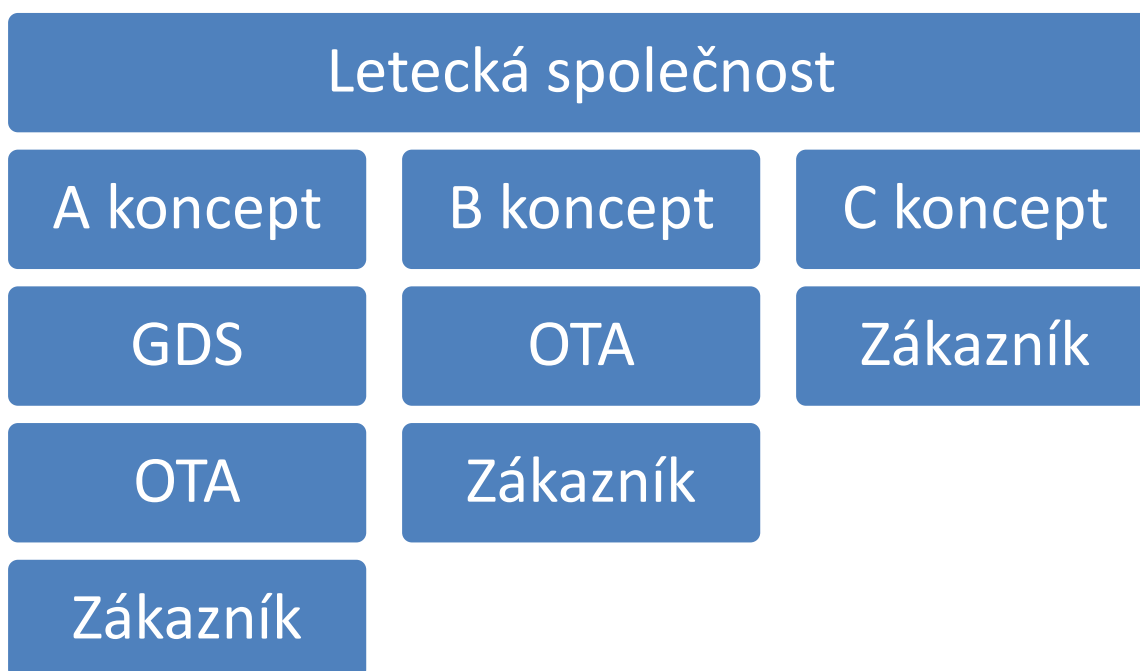 Letecká společnost
A koncept
B koncept
C koncept
GDS
OTA
Zákazník
OTA
Zákazník
Zákazník